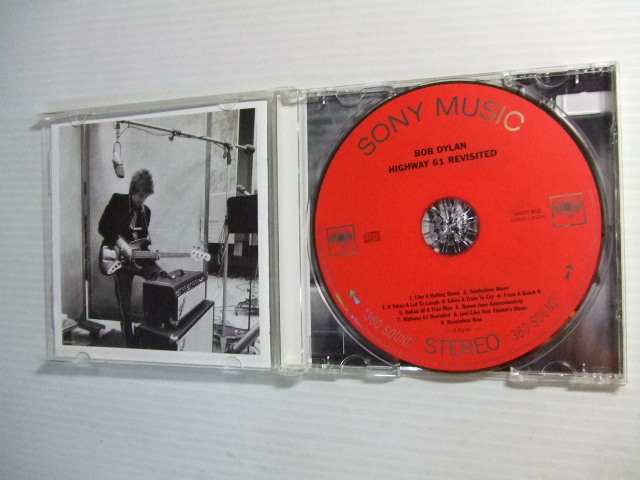 SONY MUSIC
BOB DYLAN
HIGHWAY 61 REVISITED
1. Like A Rolling Stone 2. Tombstone Blues
3. It Takes A Lot To Laugh, It Takes A Train To Cry 4. From A Buick 6
5. Ballad Of A Thin Man 6. Queen Jane Approximately
7. Highway 61 Revisited 8. Just Like Tom Thumb's Blues
9. Desolation Row
"360 SOUND" STEREO "360 SOUND"